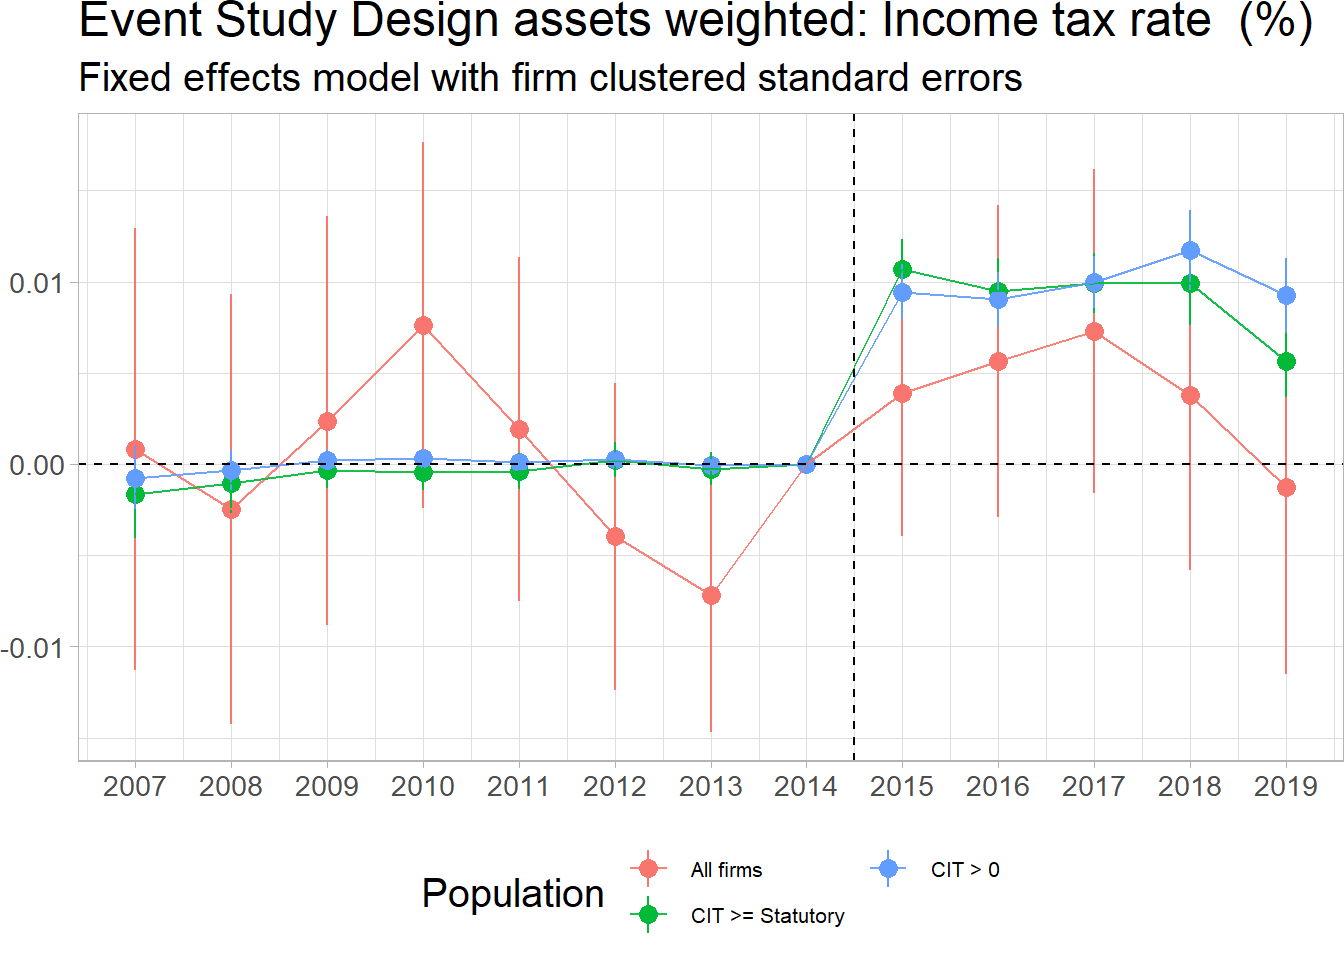 Event Study Design assets weighted: Income tax rate  (%)
Fixed effects model with firm clustered standard errors
0.01
0.00
-0.01
2007 2008 2009 2010 2011 2012 2013 2014 2015 2016 2017 2018 2019
Population
All firms
CIT >= Statutory
CIT > 0